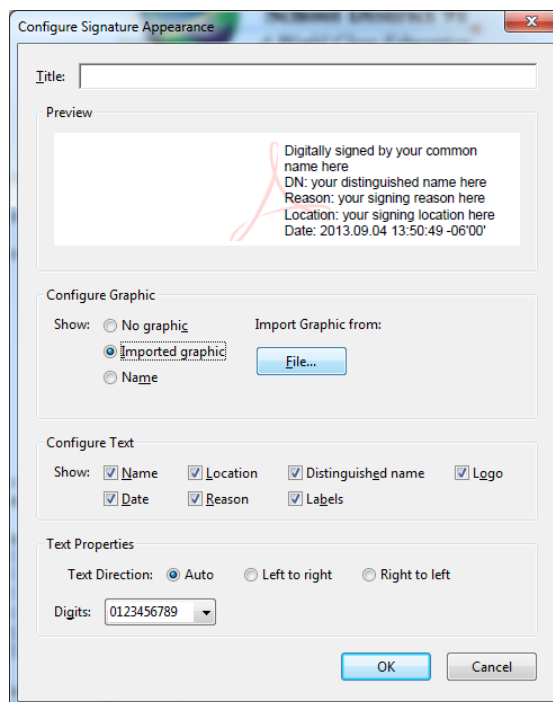 Configure Signature Appearance
Title:
Preview
Digitally signed by your common
name here
DN: your distinguished name here
Reason: your signing reason here
Location: your signing location here
Date: 2013.09.04 13:50:49 -06'00'
Configure Graphic
Show: No graphic Import Graphic from:
Imported graphic File...
Name
Configure Text
Show: Name Location Distinguished name Logo
Date Reason Labels
Text Properties
Text Direction: Auto Left to right Right to left
Digits: 0123456789
OK Cancel